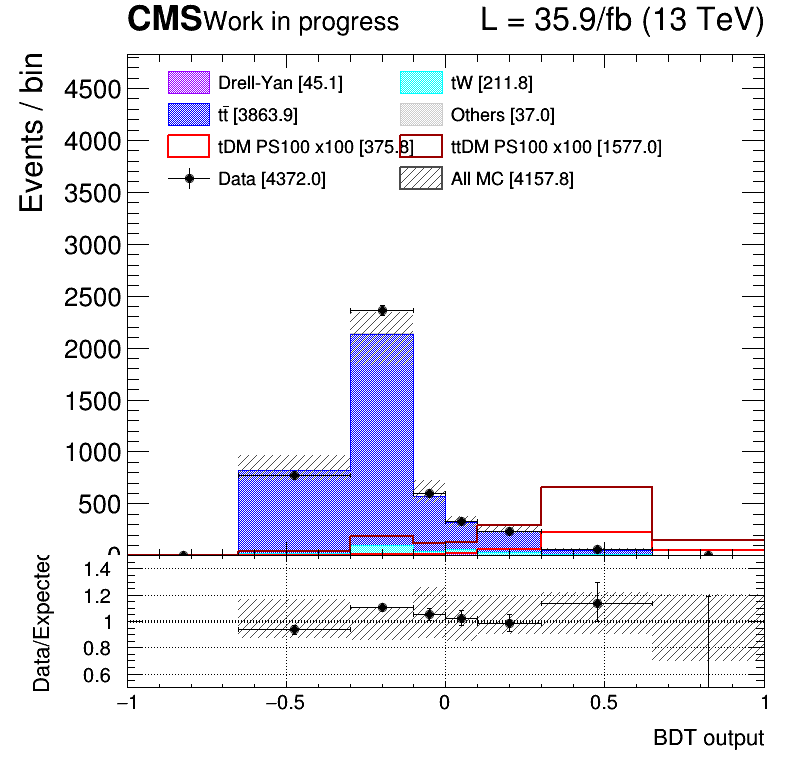 CMS Work in progress L = 35.9/fb (13 TeV)
Events / bin
4500
4000
3500
3000
2500
2000
1500
1000
500
0
Drell-Yan [45.1] tW [211.8]
tt̄ [3863.9] Others [37.0]
tDM PS100 x100 [375.8] ttDM PS100 x100 [1577.0]
Data [4372.0] All MC [4157.8]
Data/Expected
1.4
1.2
1
0.8
0.6
−1 −0.5 0 0.5 1
BDT output